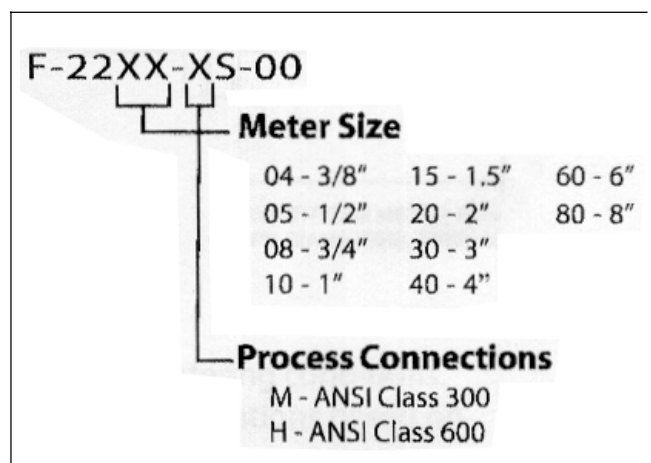 F-22XX-XS-00
Meter Size
04 - 3/8" 15 - 1.5" 60 - 6"
05 - 1/2" 20 - 2" 80 - 8"
08 - 3/4" 30 - 3"
10 - 1" 40 - 4”
Process Connections
M - ANSI Class 300
H - ANSI Class 600